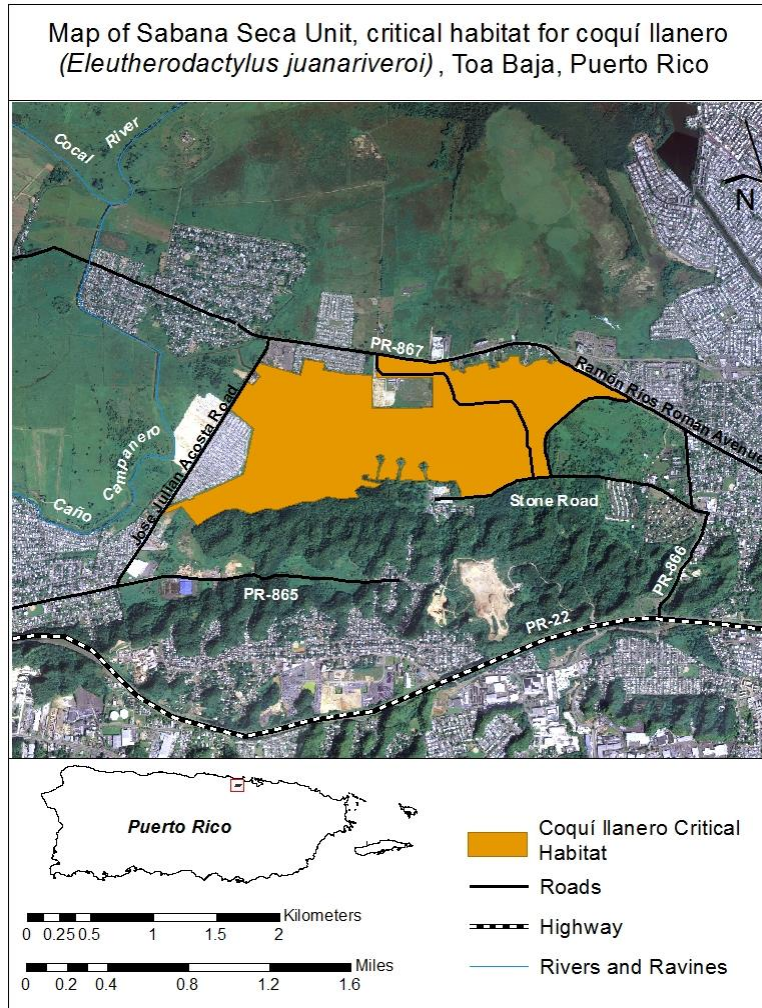 Map of Sabana Seca Unit, critical habitat for coquí llanero
(Eleutherodactylus juanariveroi), Toa Baja, Puerto Rico
Cocal River
N
PR-867
Ramón Ríos Román Avenue
José Julián Acosta Road
Caño Campanero
Stone Road
PR-865
PR-866
PR-22
Puerto Rico
Coquí llanero Critical
Habitat
Roads
Highway
Rivers and Ravines
Kilometers
0 0.25 0.5 1 1.5 2
Miles
0 0.2 0.4 0.8 1.2 1.6